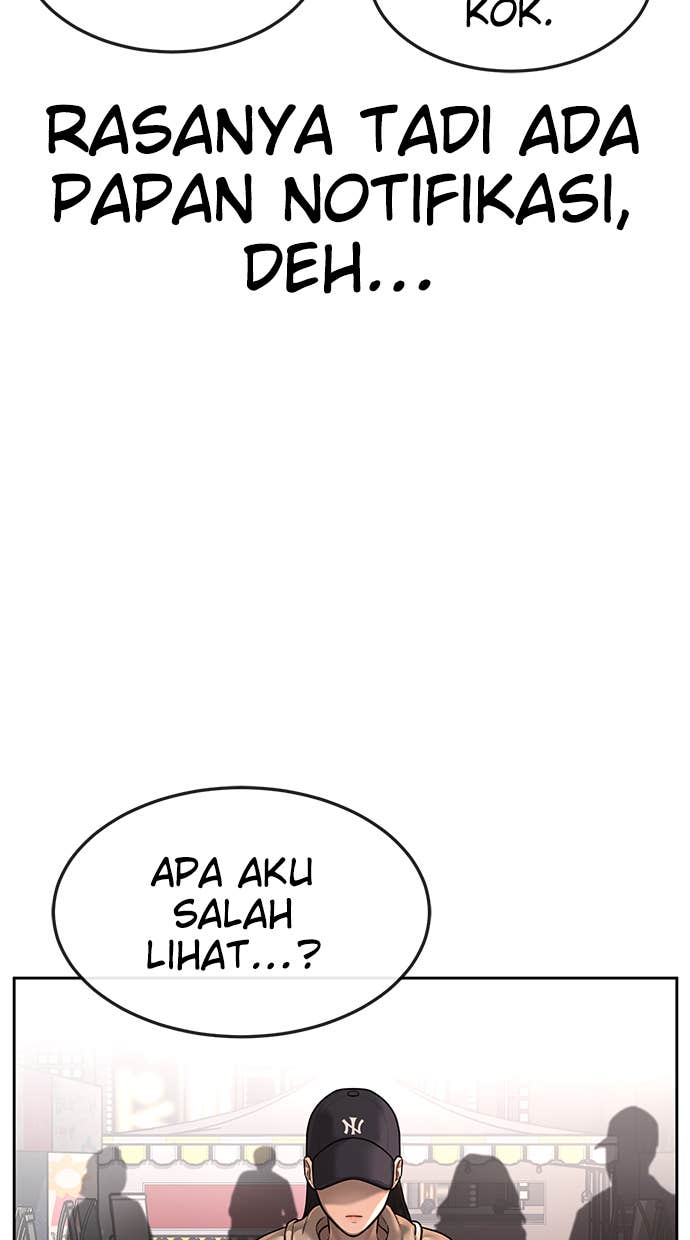 KOK.
RASANYA TADI ADA
PAPAN NOTIFIKASI,
DEH...
APA AKU
SALAH
LIHAT...?